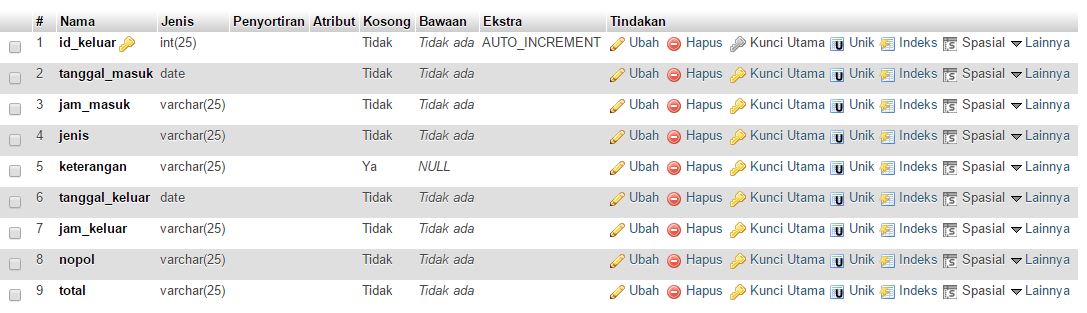 # Nama Jenis Penyortiran Atribut Kosong Bawaan Ekstra Tindakan
1 id_keluar int(25) Tidak Tidak ada AUTO_INCREMENT Ubah Hapus Kunci Utama U Unik Indeks S Spasial Lainnya
2 tanggal_masuk date Tidak Tidak ada Ubah Hapus Kunci Utama U Unik Indeks S Spasial Lainnya
3 jam_masuk varchar(25) Tidak Tidak ada Ubah Hapus Kunci Utama U Unik Indeks S Spasial Lainnya
4 jenis varchar(25) Tidak Tidak ada Ubah Hapus Kunci Utama U Unik Indeks S Spasial Lainnya
5 keterangan varchar(25) Ya NULL Ubah Hapus Kunci Utama U Unik Indeks S Spasial Lainnya
6 tanggal_keluar date Tidak Tidak ada Ubah Hapus Kunci Utama U Unik Indeks S Spasial Lainnya
7 jam_keluar varchar(25) Tidak Tidak ada Ubah Hapus Kunci Utama U Unik Indeks S Spasial Lainnya
8 nopol varchar(25) Tidak Tidak ada Ubah Hapus Kunci Utama U Unik Indeks S Spasial Lainnya
9 total varchar(25) Tidak Tidak ada Ubah Hapus Kunci Utama U Unik Indeks S Spasial Lainnya